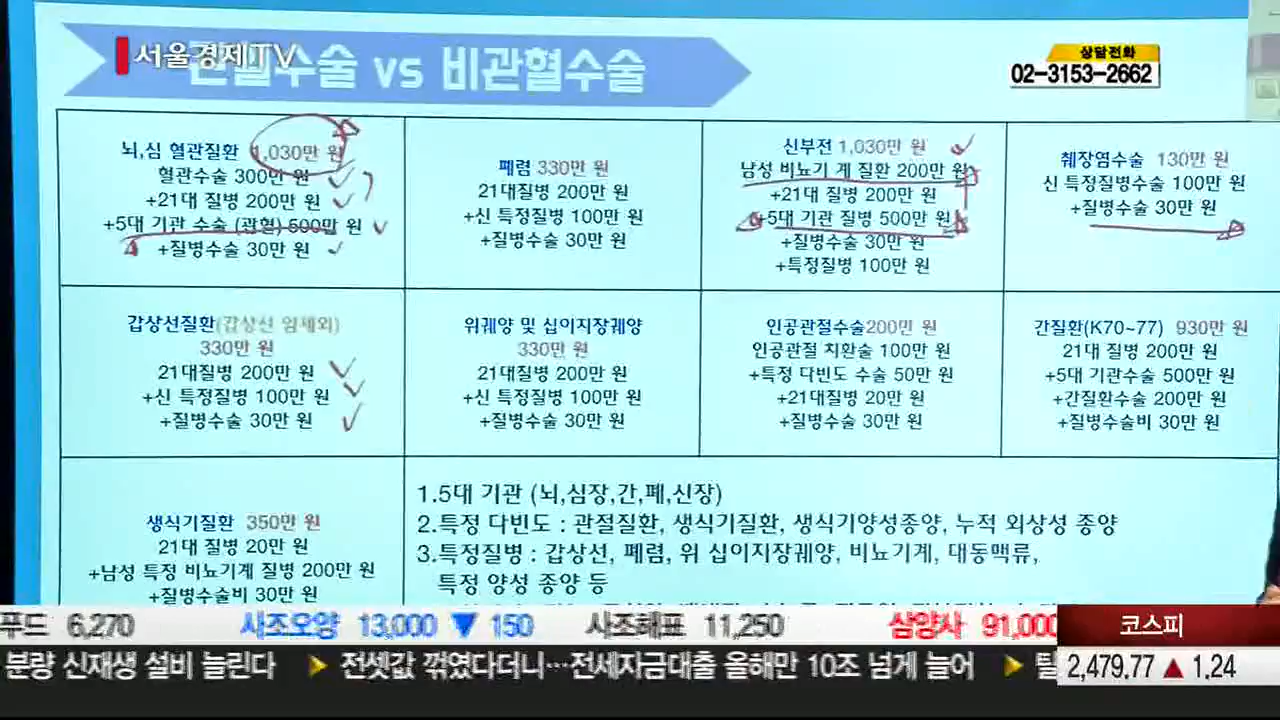 서울경제TV
관혈수술 vs 비관혈수술
상담전화
02-3153-2662
뇌,심 혈관질환 1,030만 원
혈관수술 300만 원
+21대 질병 200만 원
+5대 기관 수술 (관혈) 500만 원
+질병수술 30만 원
폐렴 330만 원
21대질병 200만 원
+신 특정질병 100만 원
+질병수술 30만 원
신부전 1,030만 원
남성 비뇨기 계 질환 200만 원
+21대 질병 200만 원
+5대 기관 질병 500만 원
+질병수술 30만 원
+특정질병 100만 원
췌장염수술 130만 원
신 특정질병수술 100만 원
+질병수술 30만 원
갑상선질환(갑상선 암제외)
330만 원
21대질병 200만 원
+신 특정질병 100만 원
+질병수술 30만 원
위궤양 및 십이지장궤양
330만 원
21대질병 200만 원
+신 특정질병 100만 원
+질병수술 30만 원
인공관절수술200만 원
인공관절 치환술 100만 원
+특정 다빈도 수술 50만 원
+21대질병 20만 원
+질병수술 30만 원
간질환(K70~77) 930만 원
21대 질병 200만 원
+5대 기관수술 500만 원
+간질환수술 200만 원
+질병수술비 30만 원
생식기질환 350만 원
21대 질병 20만 원
+남성 특정 비뇨기계 질병 200만 원
+질병수술비 30만 원
1.5대 기관 (뇌,심장,간,폐,신장)
2.특정 다빈도 : 관절질환, 생식기질환, 생식기양성종양, 누적 외상성 종양
3.특정질병 : 갑상선, 폐렴, 위 십이지장궤양, 비뇨기계, 대동맥류,
특정 양성 종양 등
푸드 6,270 사조오양 13,000 ▼ 150 사조해표 11,250 삼양사 91,000
코스피
분량 신재생 설비 늘린다 ▶ 전셋값 꺾였다더니…전세자금대출 올해만 10조 넘게 늘어 ▶
2,479.77 ▲ 1.24